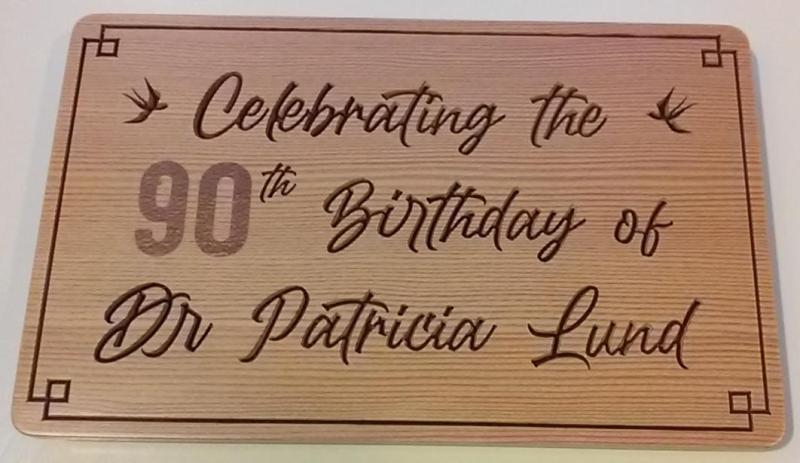 Celebrating the
90th Birthday of
Dr Patricia Lund